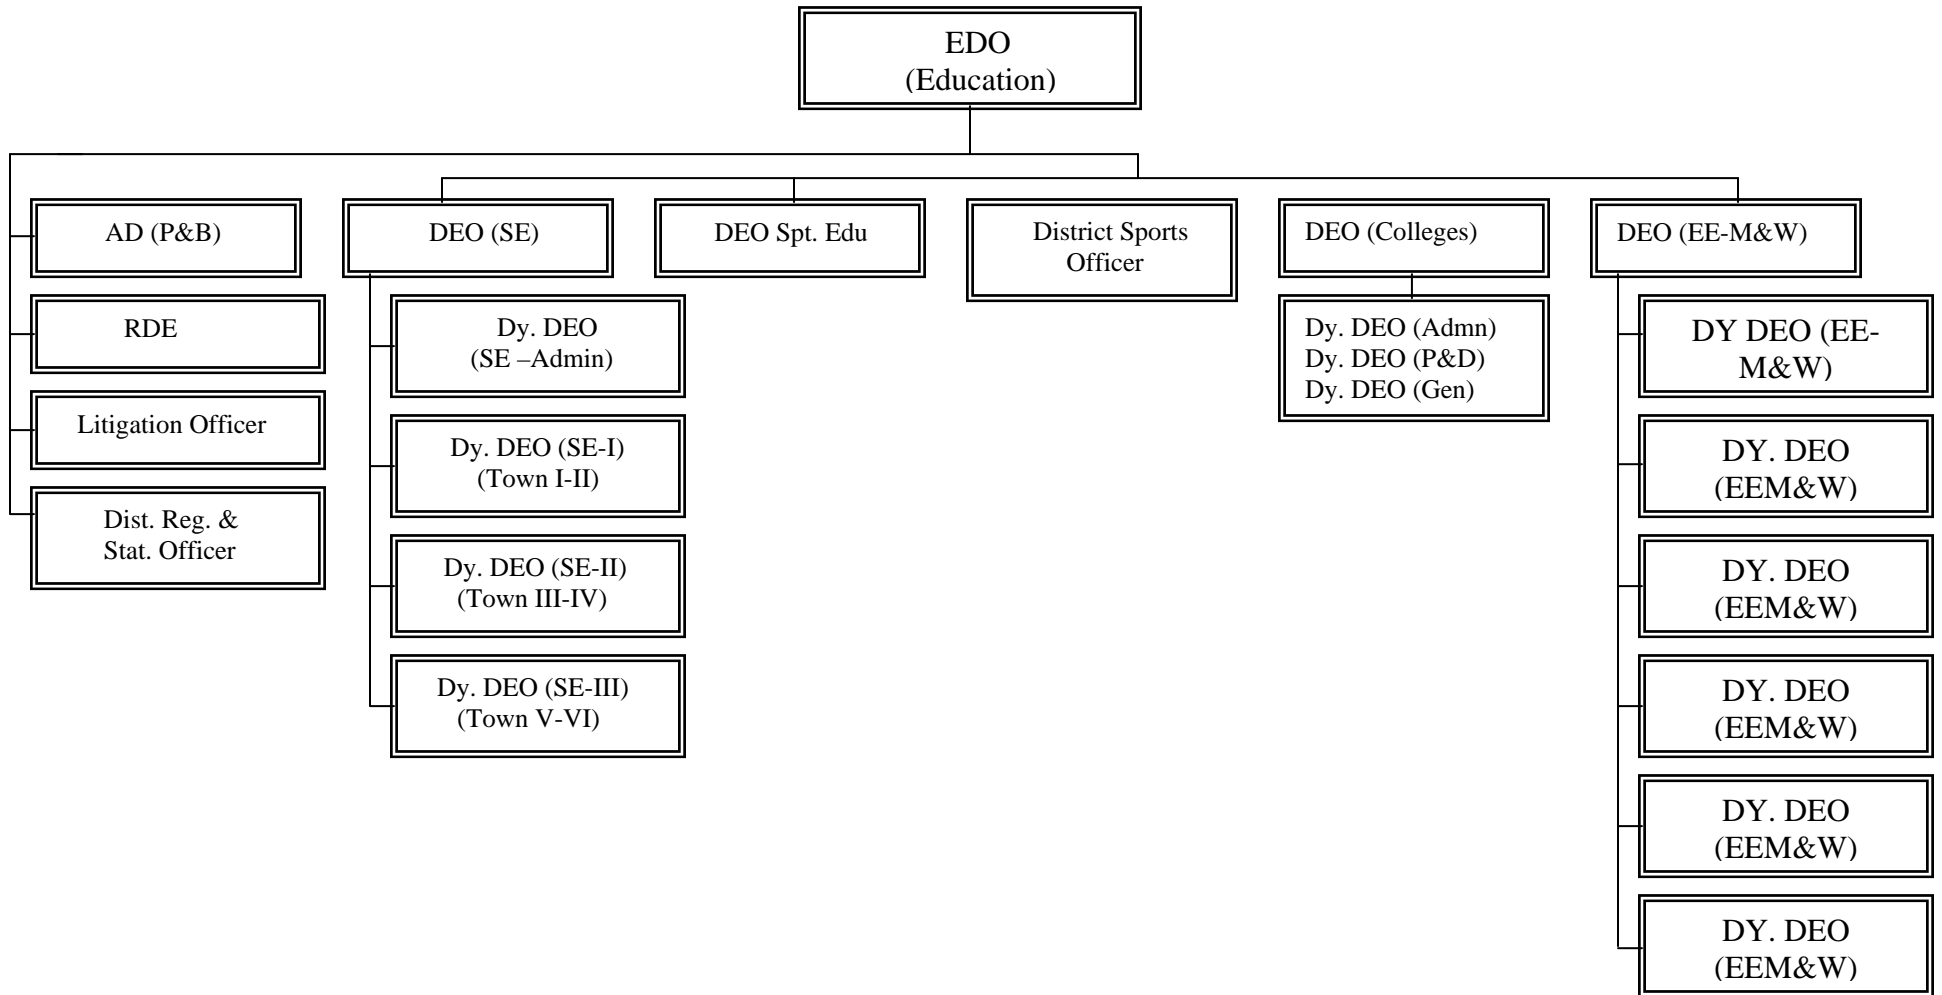 EDO
(Education)
AD (P&B)
RDE
Litigation Officer
Dist. Reg. &
Stat. Officer
DEO (SE)
Dy. DEO
(SE –Admin)
Dy. DEO (SE-I)
(Town I-II)
Dy. DEO (SE-II)
(Town III-IV)
Dy. DEO (SE-III)
(Town V-VI)
DEO Spt. Edu
District Sports
Officer
DEO (Colleges)
Dy. DEO (Admn)
Dy. DEO (P&D)
Dy. DEO (Gen)
DEO (EE-M&W)
DY DEO (EE-
M&W)
DY. DEO
(EEM&W)
DY. DEO
(EEM&W)
DY. DEO
(EEM&W)
DY. DEO
(EEM&W)
DY. DEO
(EEM&W)